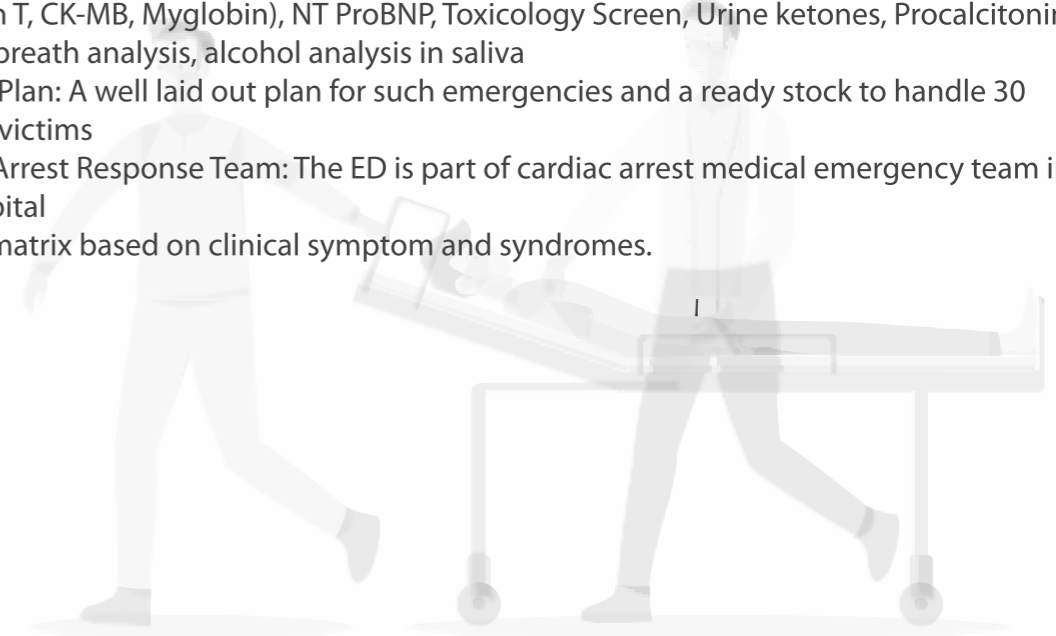 n T, CK-MB, Myglobin), NT ProBNP, Toxicology Screen, Urine ketones, Procalcitonin
breath analysis, alcohol analysis in saliva
Plan: A well laid out plan for such emergencies and a ready stock to handle 30
victims
Arrest Response Team: The ED is part of cardiac arrest medical emergency team i
pital
matrix based on clinical symptom and syndromes.